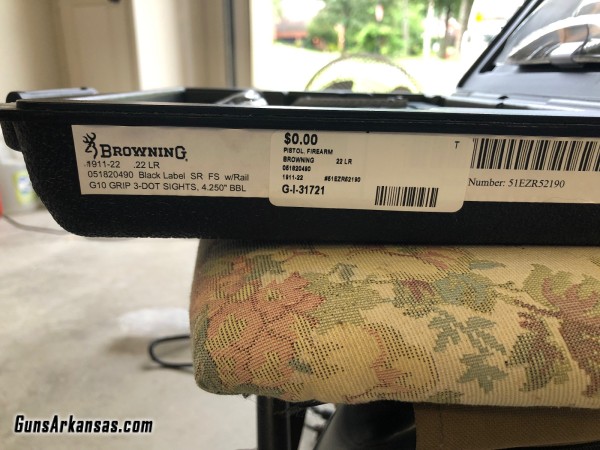 BROWNING
1911-22 .22 LR
051820490 Black Label SR FS w/Rail
G10 GRIP 3-DOT SIGHTS, 4.250" BBL
$0.00
PISTOL, FIREARM
BROWNING 22 LR
051820490
1911-22 #51EZR52190
G-I-31721
T
Number: 51EZR52190
GunsArkansas.com